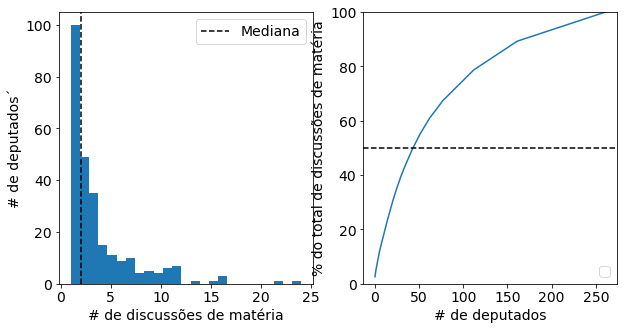 Mediana
100
80
60
40
20
0
# de deputados´
0 5 10 15 20 25
# de discussões de matéria
100
80
60
40
20
0
% do total de discussões de matéria
0 50 100 150 200 250
# de deputados